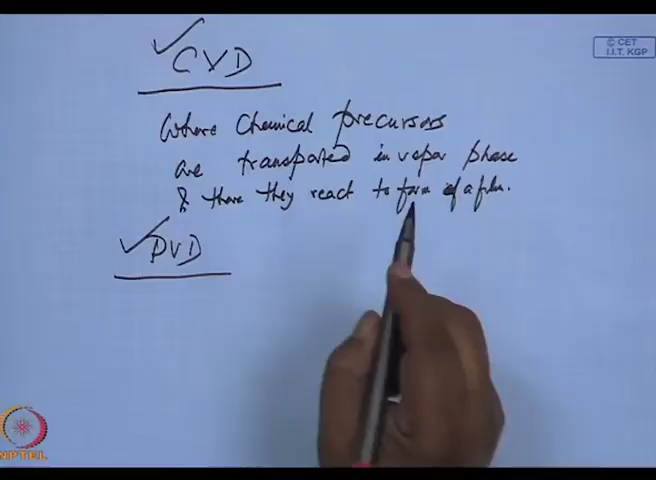 © CET
I.I.T. KGP
CVD
Where Chemical precursors
are transported in vapor phase
& there they react to form of a film.
PVD
NPTEL